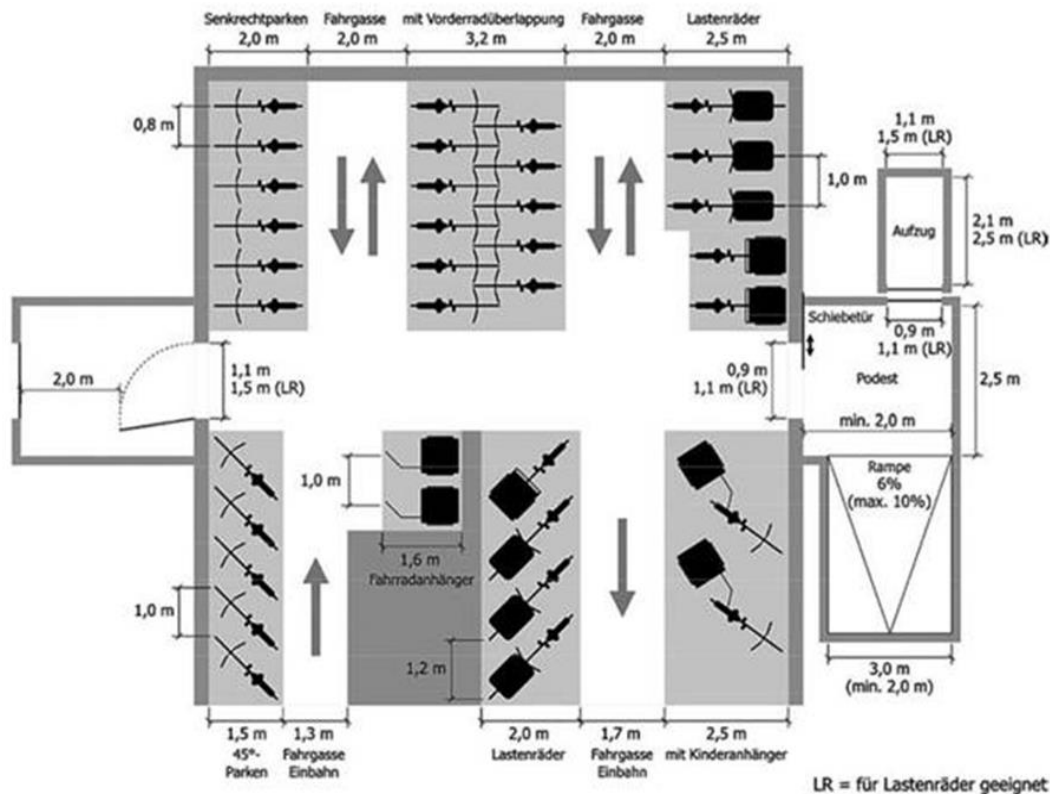 Senkrechtparken
2,0 m
Fahrgasse
2,0 m
mit Vorderradüberlappung
3,2 m
Fahrgasse
2,0 m
Lastenräder
2,5 m
0,8 m
1,0 m
1,1 m
1,5 m (LR)
Aufzug
2,1 m
2,5 m (LR)
Schiebetür
0,9 m
1,1 m (LR)
2,0 m
1,1 m
1,5 m (LR)
0,9 m
1,1 m (LR)
Podest
2,5 m
min. 2,0 m
1,0 m
Rampe
6%
(max. 10%)
1,6 m
Fahrradanhänger
1,0 m
1,2 m
3,0 m
(min. 2,0 m)
1,5 m
45°-
Parken
1,3 m
Fahrgasse
Einbahn
2,0 m
Lastenräder
1,7 m
Fahrgasse
Einbahn
2,5 m
mit Kinderanhänger
LR = für Lastenräder geeignet